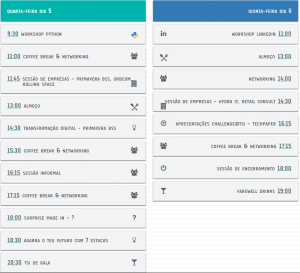 QUARTA-FEIRA DIA 5
9:30 WORKSHOP PYTHON
11:00 COFFEE BREAK & NETWORKING
11:45 SESSÃO DE EMPRESAS - PRIMAVERA BSS,
ROLLING SPACE
13:00 ALMOÇO
14:30 TRANSFORMAÇÃO DIGITAL - PRIMAVERA BSS
15:30 COFFEE BREAK & NETWORKING
16:15 SESSÃO INFORMAL
17:15 COFFEE BREAK & NETWORKING
18:00 SURPRISE MADE IN - ?
?
18:30 AGARRA O TEU FUTURO COM 7 ESTACAS
20:30 TSI DE GALA
QUINTA-FEIRA DIA 6
in WORKSHOP LINKEDIN 11:00
ALMOÇO 13:00
NETWORKING 14:00
SESSÃO DE EMPRESAS - HYDRA IT, RETAIL CONSULT 14:30
APRESENTAÇÕES CHALLENGE@TSI - TECHPAPER 16:15
COFFEE BREAK & NETWORKING 17:15
SESSÃO DE ENCERRAMENTO 18:00
FAREWELL DRINKS 19:00